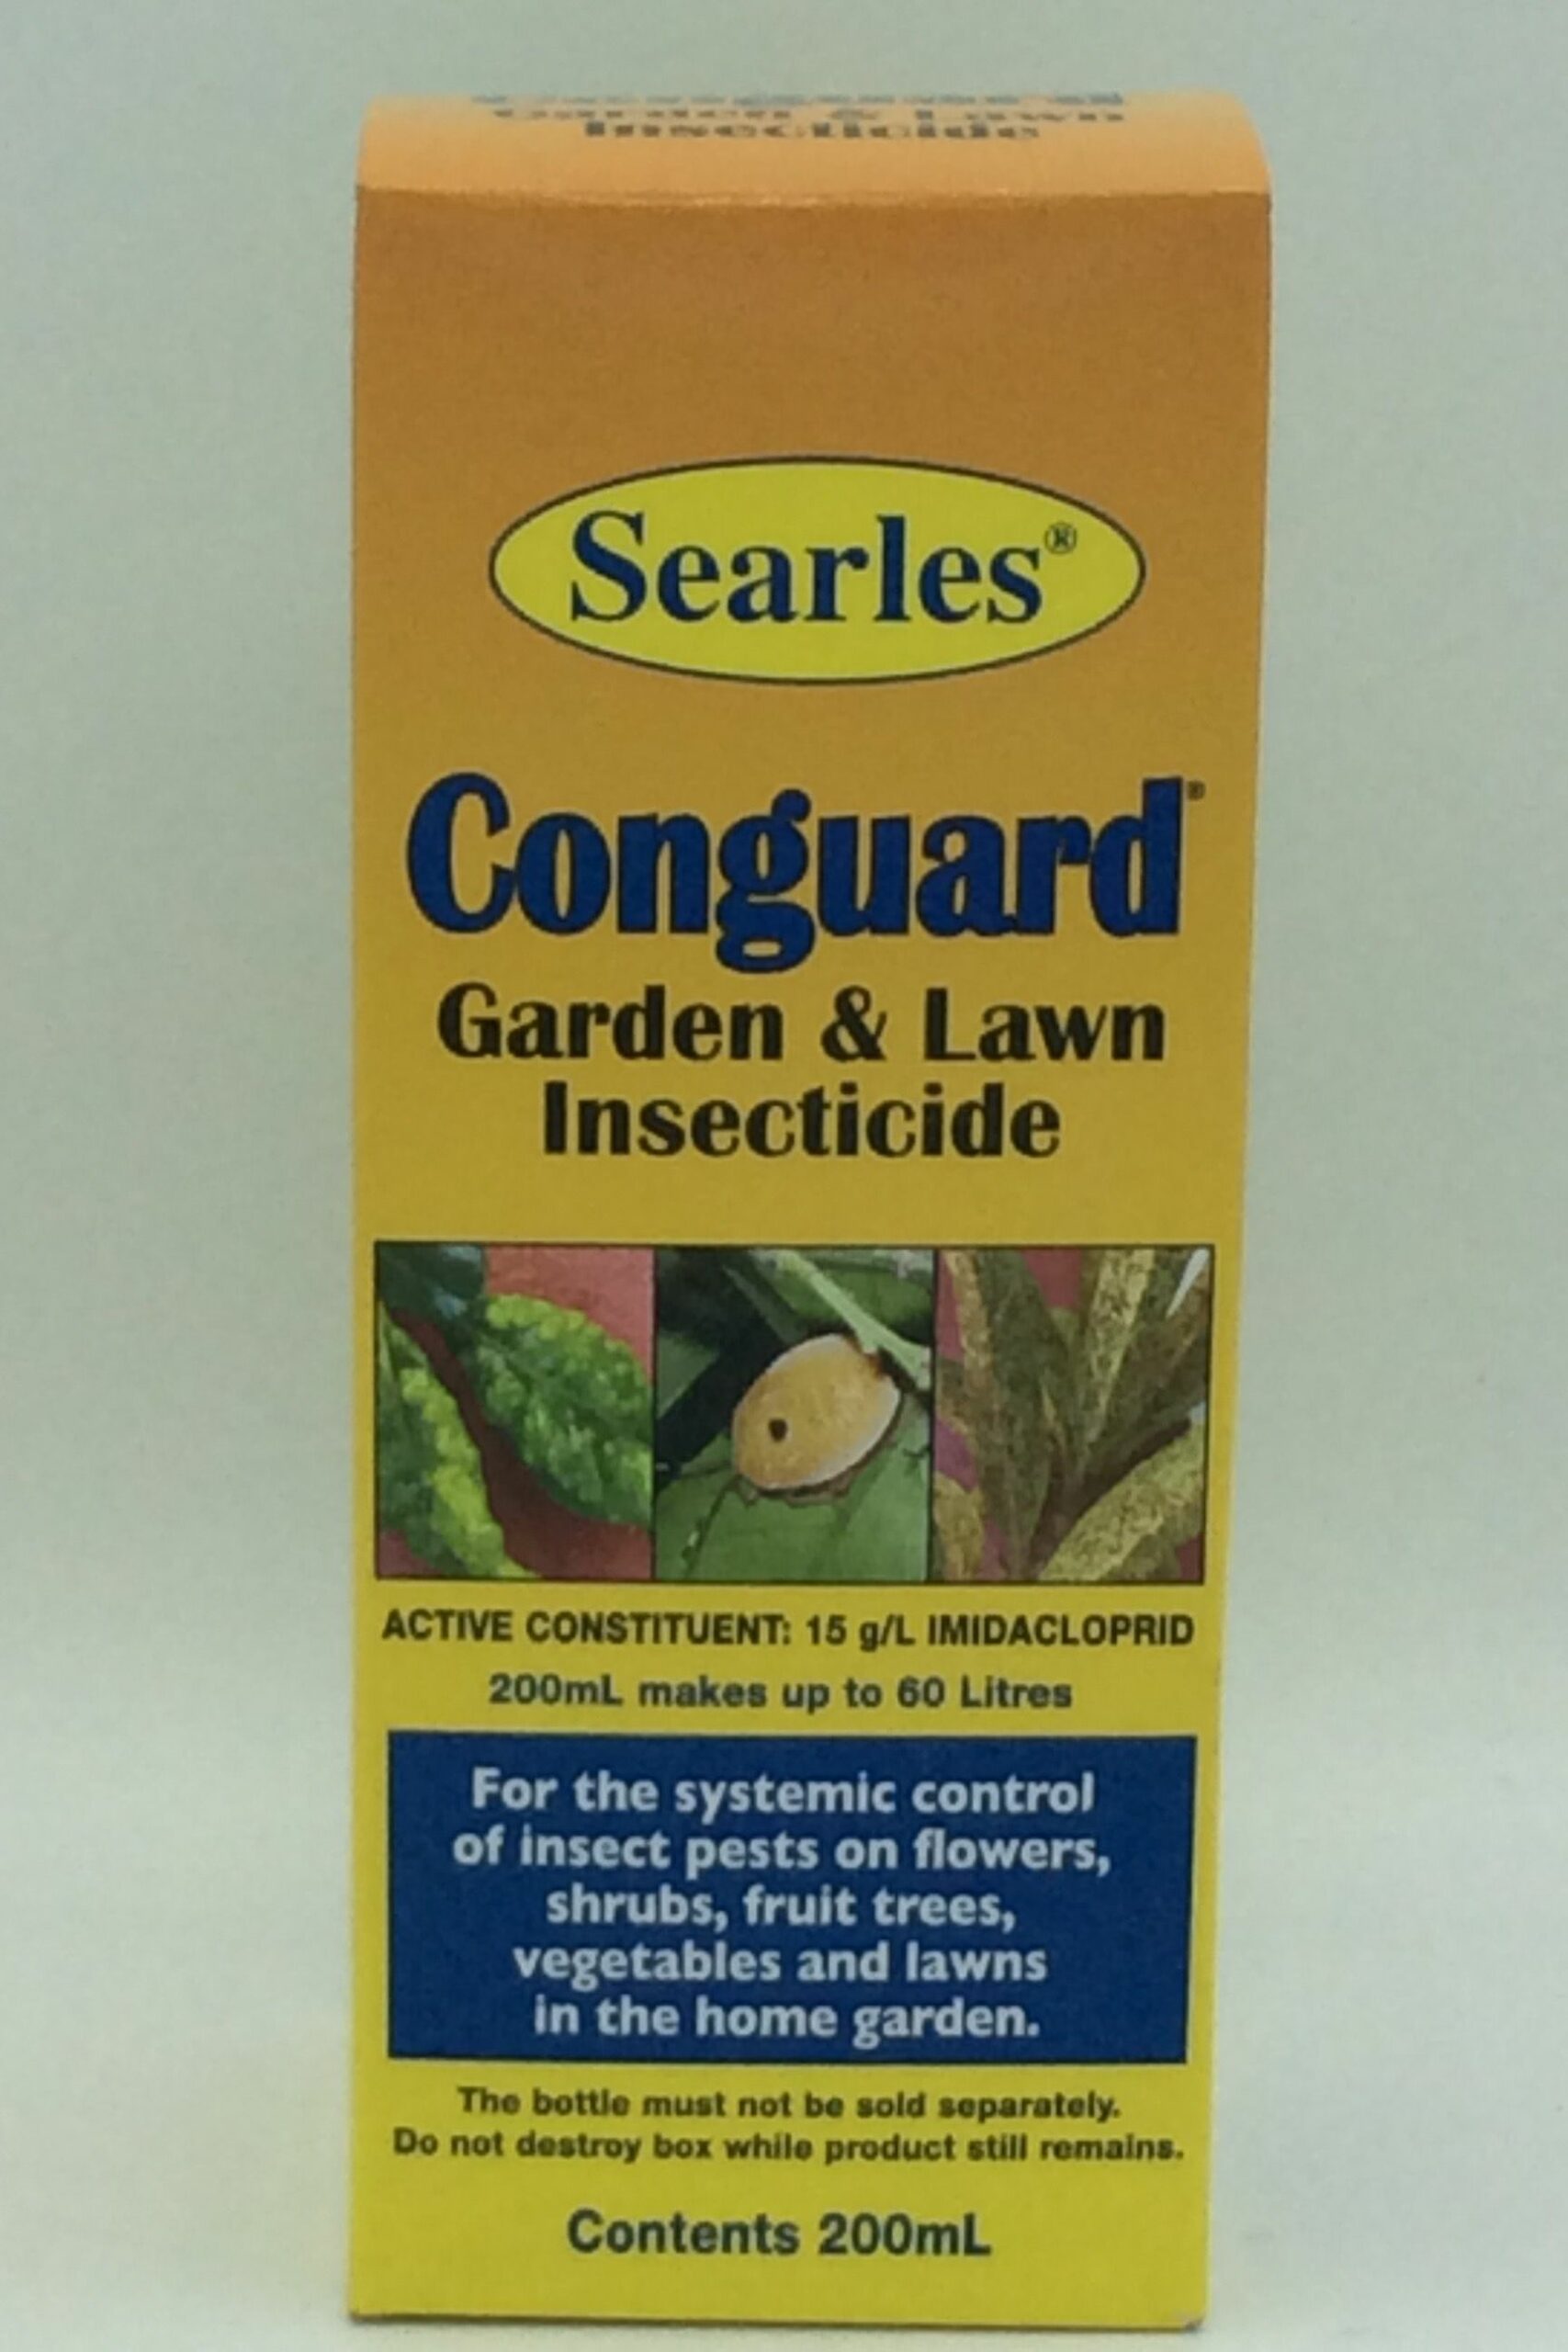 Insecticide
Searles®
Conguard®
Garden & Lawn
Insecticide
ACTIVE CONSTITUENT: 15 g/L IMIDACLOPRID
200mL makes up to 60 Litres
For the systemic control
of insect pests on flowers,
shrubs, fruit trees,
vegetables and lawns
in the home garden.
The bottle must not be sold separately.
Do not destroy box while product still remains.
Contents 200mL